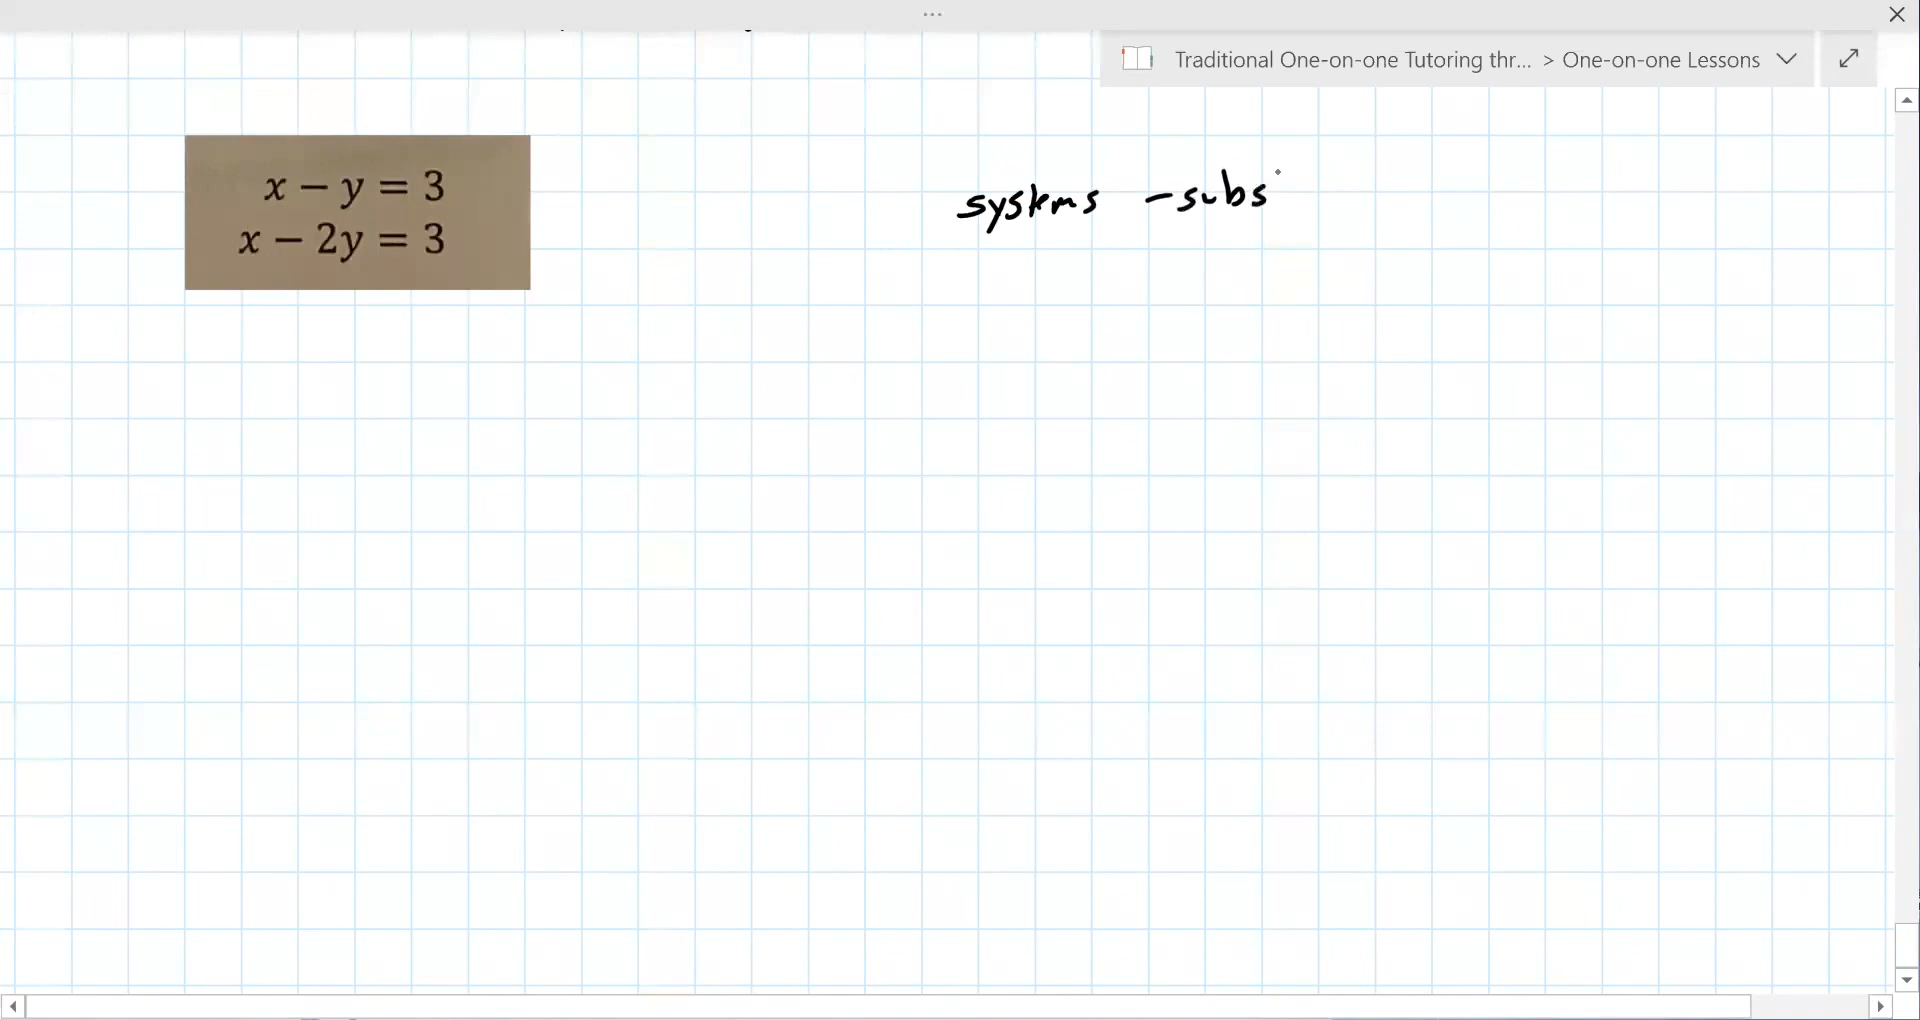 Traditional One-on-one Tutoring thr... > One-on-one Lessons
x − y = 3
x − 2y = 3
systems - subs